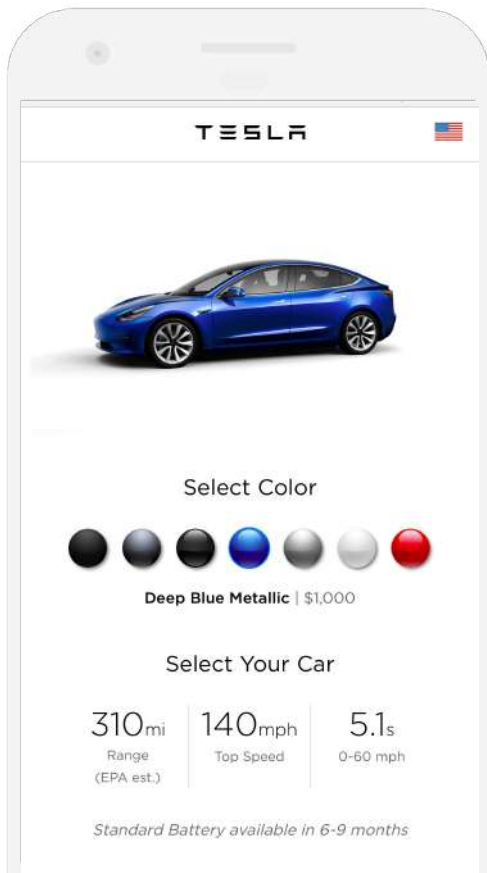 TESLA
Select Color
Deep Blue Metallic | $1,000
Select Your Car
310mi 140mph 5.1s
Range Top Speed 0-60 mph
(EPA est.)
Standard Battery available in 6-9 months